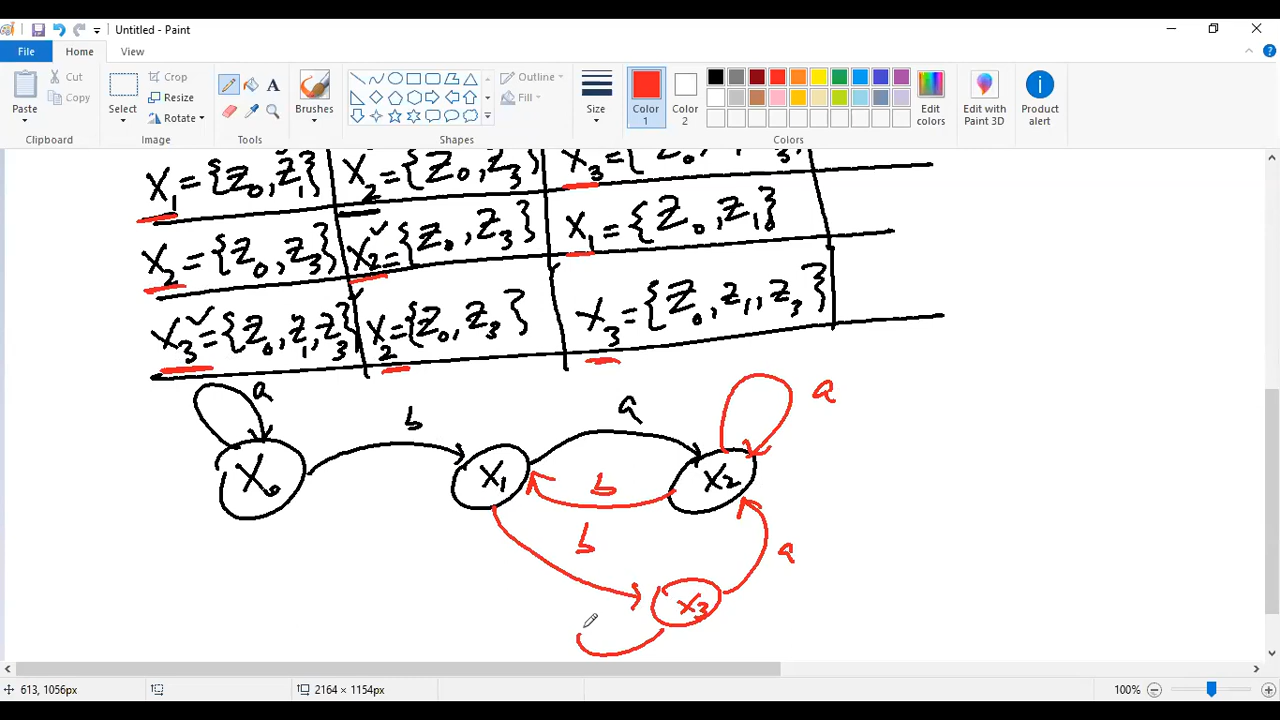 Untitled - Paint
File Home View
Paste Cut Copy Select Crop Resize Rotate Brushes Outline Fill Size Color 1 Color 2 Edit colors Edit with Paint 3D Product alert
Clipboard Image Tools Shapes Colors
X1 = {Z0, Z1} X2 = {Z0, Z3} X3 =
X2 = {Z0, Z3} X2 = {Z0, Z3} X1 = {Z0, Z1}
X3 = {Z0, Z1, Z3} X2 = {Z0, Z3} X3 = {Z0, Z1, Z3}
a b a a
X0 X1 X2
b
b a
X3
613, 1056px 2164 × 1154px 100%